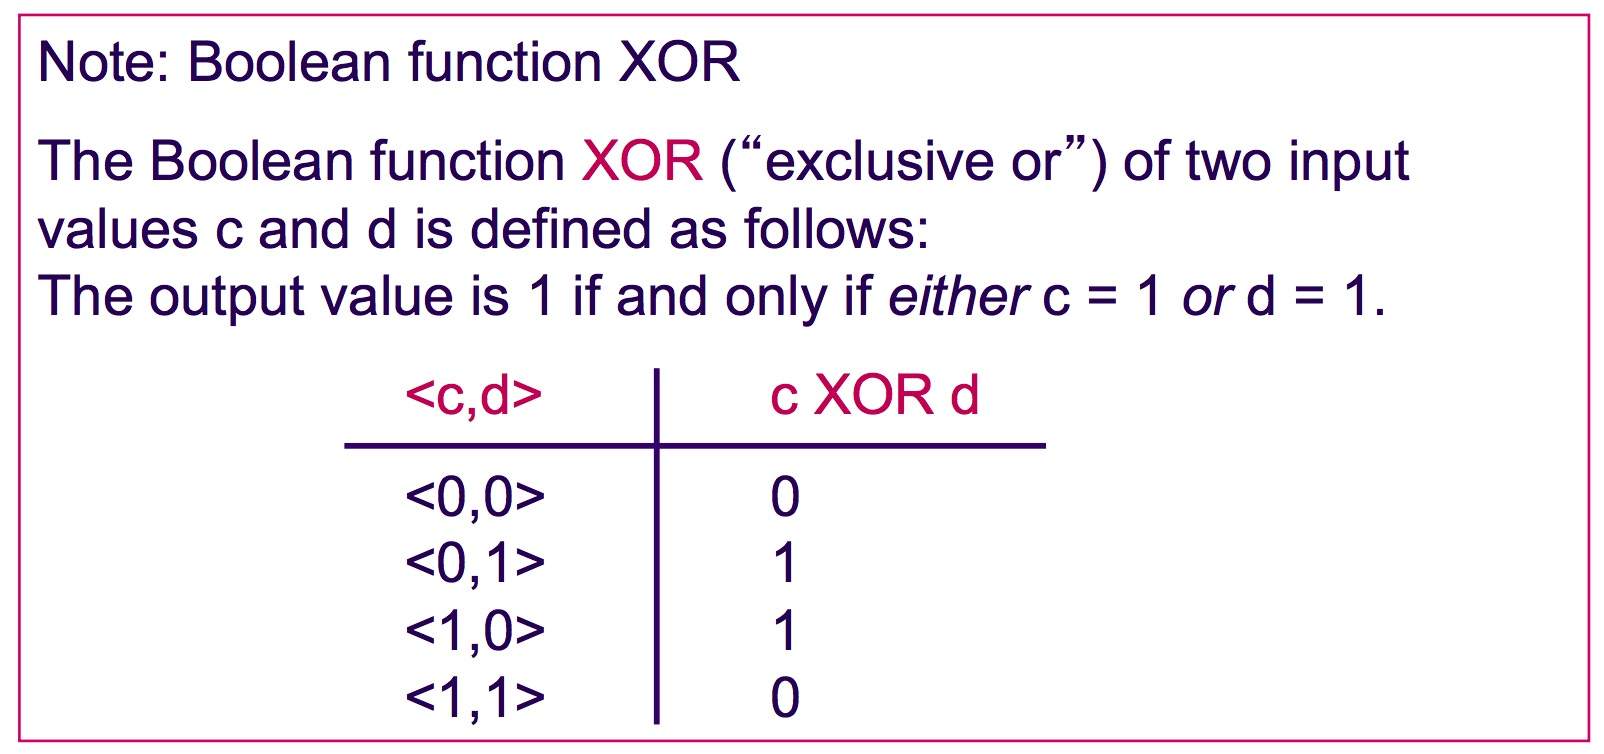 Note: Boolean function XOR
The Boolean function XOR (“exclusive or”) of two input
values c and d is defined as follows:
The output value is 1 if and only if either c = 1 or d = 1.
<c,d> c XOR d
<0,0> 0
<0,1> 1
<1,0> 1
<1,1> 0